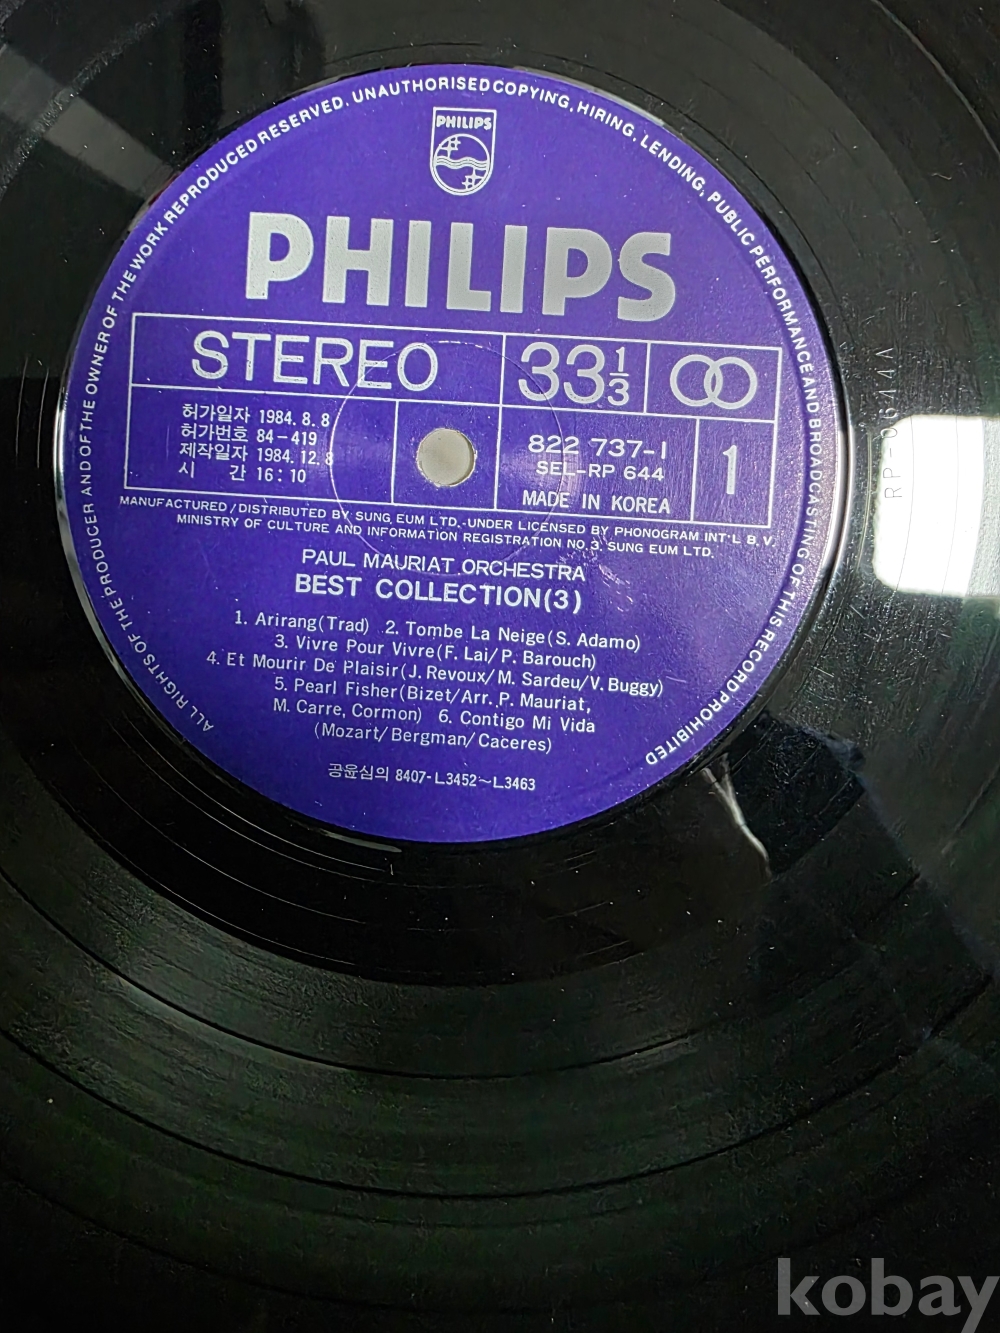 ALL RIGHTS OF THE PRODUCER AND OF THE OWNER OF THE WORK REPRODUCED RESERVED. UNAUTHORISED COPYING, HIRING, LENDING, PUBLIC PERFORMANCE AND BROADCASTING OF THIS RECORD PROHIBITED
PHILIPS
PHILIPS
STEREO
33 1/3
허가일자 1984. 8. 8
허가번호 84-419
제작일자 1984. 12. 8
시 간 16:10
822 737-1
SEL-RP 644
MADE IN KOREA
1
MANUFACTURED/DISTRIBUTED BY SUNG EUM LTD.-UNDER LICENSED BY PHONOGRAM INT'L B.V.
MINISTRY OF CULTURE AND INFORMATION REGISTRATION NO.3. SUNG EUM LTD.
PAUL MAURIAT ORCHESTRA
BEST COLLECTION(3)
1. Arirang(Trad) 2. Tombe La Neige(S. Adamo)
3. Vivre Pour Vivre(F. Lai/P. Barouch)
4. Et Mourir De Plaisir(J. Revoux/M. Sardeu/V. Buggy)
5. Pearl Fisher(Bizet/Arr. P. Mauriat,
M. Carre, Cormon) 6. Contigo Mi Vida
(Mozart/Bergman/Caceres)
공윤심의 8407-L3452~L3463
RP-0644A
kobay